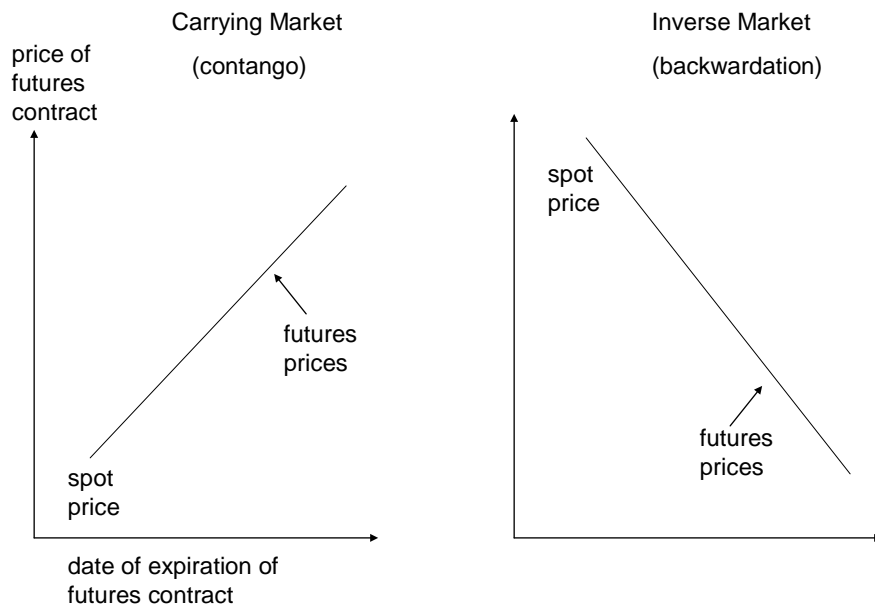 Carrying Market
(contango)
price of
futures
contract
futures
prices
spot
price
date of expiration of
futures contract
Inverse Market
(backwardation)
spot
price
futures
prices